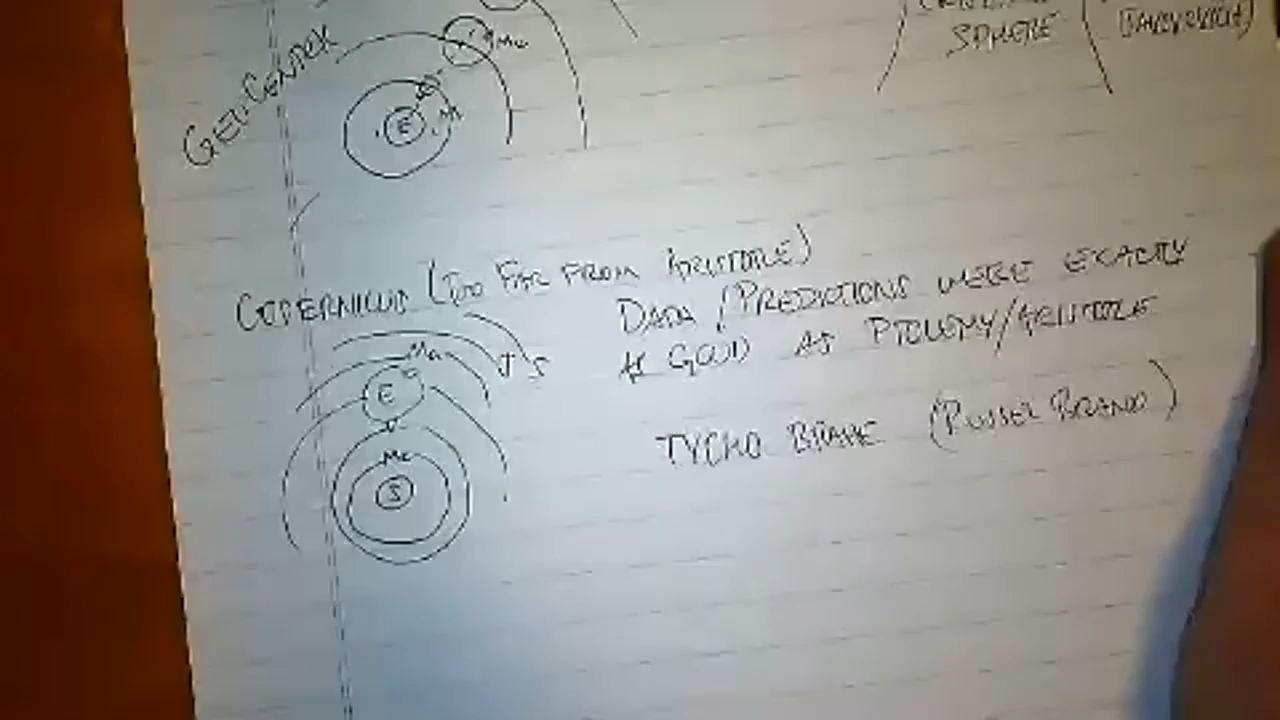 SPHERE
GEOCENTRIC
Me
E
M
COPERNICUS (TOO FAR FROM ARISTOTLE)
DATA / PREDICTIONS WERE EXACTLY
AS GOOD AS PTOLEMY/ARISTOTLE
Ma J S
E
V
Me
S
TYCHO BRAHE (RUSSEL BRAND)